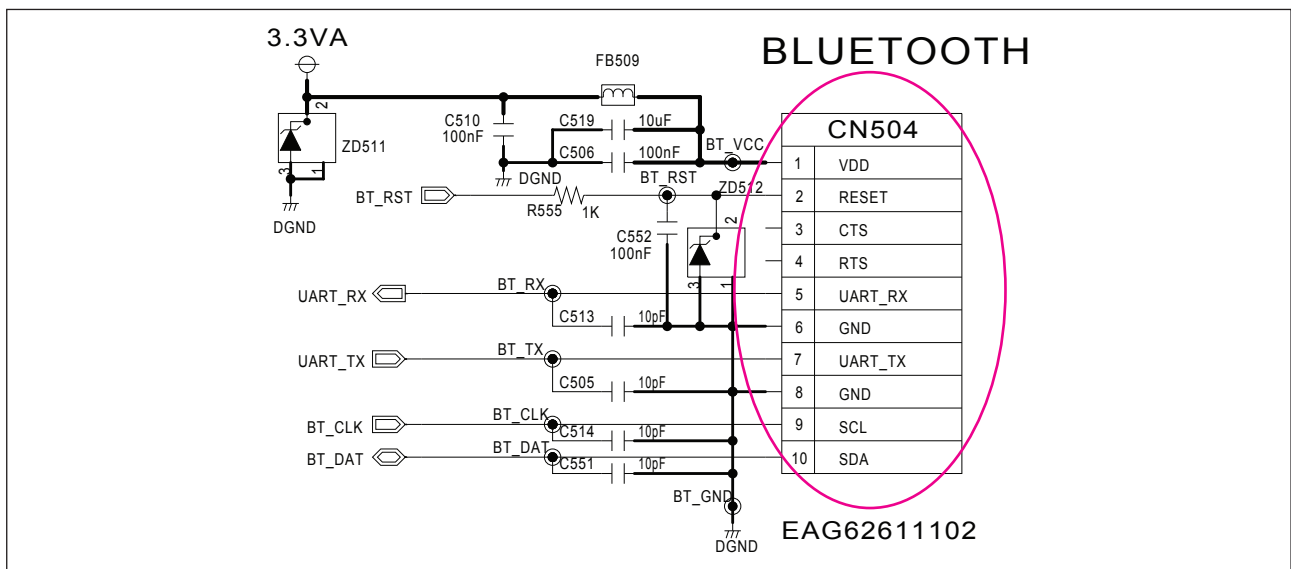 3.3VA
BLUETOOTH
FB509
2
ZD511
3
1
DGND
C510
100nF
C519
10uF
C506
100nF
DGND
BT_VCC
CN504
1 VDD
2 RESET
3 CTS
4 RTS
5 UART_RX
6 GND
7 UART_TX
8 GND
9 SCL
10 SDA
BT_RST
R555
1K
BT_RST
ZD512
2
3
1
C552
100nF
UART_RX
BT_RX
C513
10pF
UART_TX
BT_TX
C505
10pF
BT_CLK
BT_CLK
C514
10pF
BT_DAT
BT_DAT
C551
10pF
BT_GND
DGND
EAG62611102